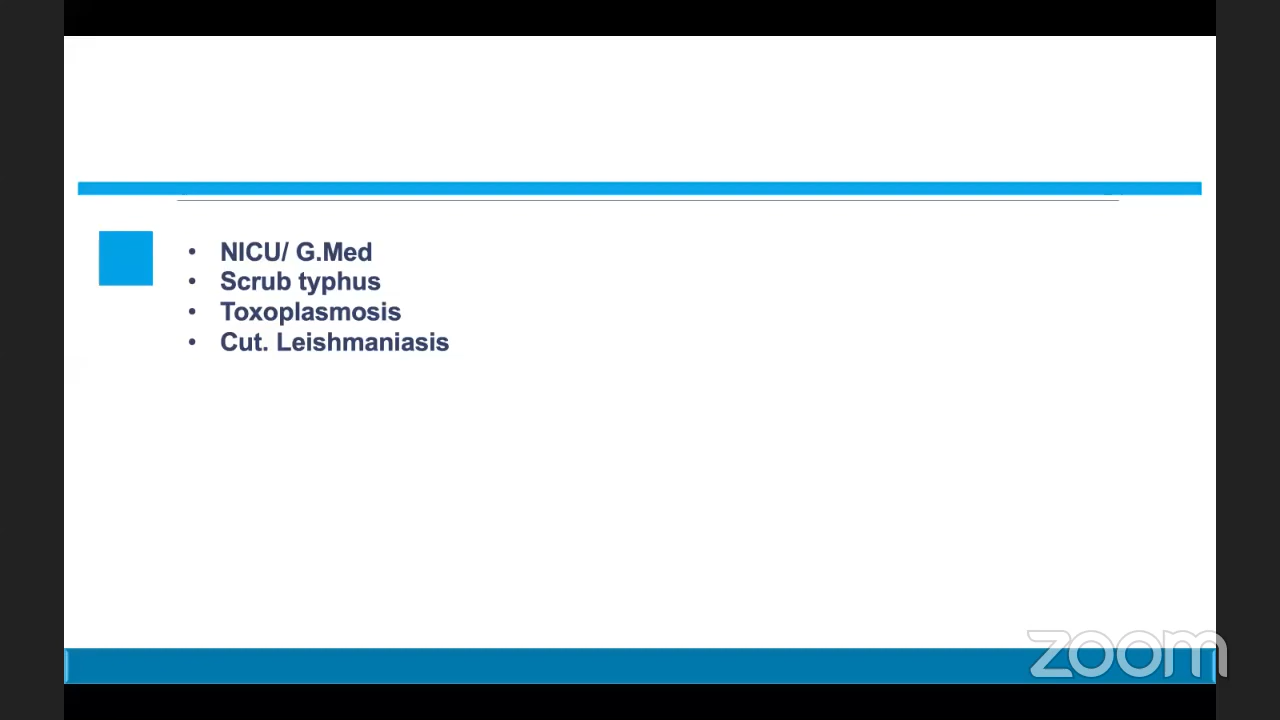 • NICU/ G.Med
• Scrub typhus
• Toxoplasmosis
• Cut. Leishmaniasis
zoom